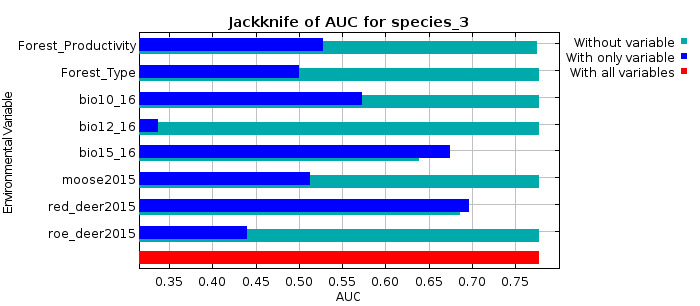 Jackknife of AUC for species_3
Environmental Variable
Forest_Productivity
Forest_Type
bio10_16
bio12_16
bio15_16
moose2015
red_deer2015
roe_deer2015
Without variable
With only variable
With all variables
0.35 0.40 0.45 0.50 0.55 0.60 0.65 0.70 0.75
AUC